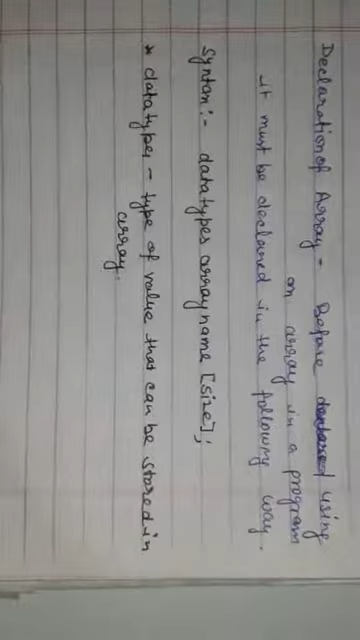 Declaration of Array - Before using
an array in a program
it must be declared in the following way.
Syntax:- datatypes arrayname [size];
* datatypes - type of value that can be stored in
array.